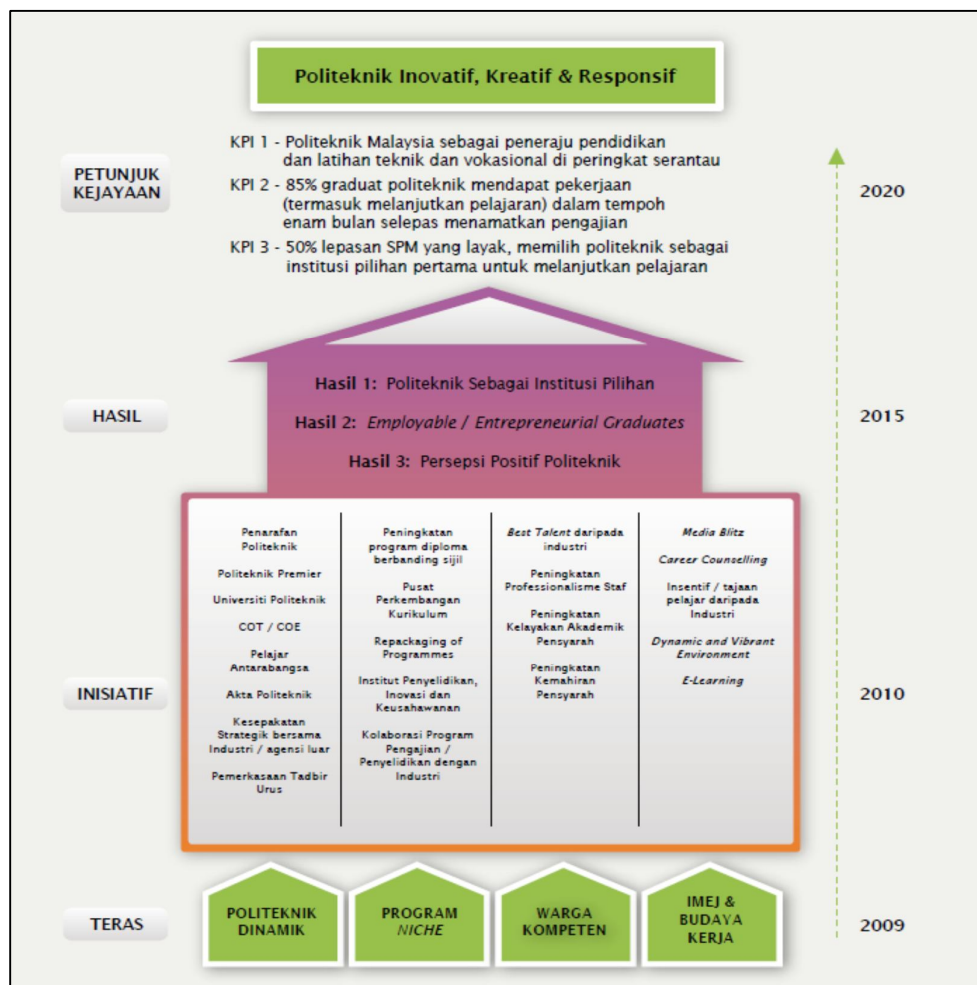 Politeknik Inovatif, Kreatif & Responsif
PETUNJUK
KEJAYAAN
KPI 1 - Politeknik Malaysia sebagai peneraju pendidikan
dan latihan teknik dan vokasional di peringkat serantau
KPI 2 - 85% graduat politeknik mendapat pekerjaan
(termasuk melanjutkan pelajaran) dalam tempoh
enam bulan selepas menamatkan pengajian
KPI 3 - 50% lepasan SPM yang layak, memilih politeknik sebagai
institusi pilihan pertama untuk melanjutkan pelajaran
2020
HASIL
Hasil 1: Politeknik Sebagai Institusi Pilihan
Hasil 2: Employable / Entrepreneurial Graduates
Hasil 3: Persepsi Positif Politeknik
2015
INISIATIF
Penarafan
Politeknik
Politeknik Premier
Universiti Politeknik
COT / COE
Pelajar
Antarabangsa
Akta Politeknik
Kesepakatan
Strategik bersama
Industri / agensi luar
Pemerkasaan Tadbir
Urus
Peningkatan
program diploma
berbanding sijil
Pusat
Perkembangan
Kurikulum
Repackaging of
Programmes
Institut Penyelidikan,
Inovasi dan
Keusahawanan
Kolaborasi Program
Pengajian /
Penyelidikan dengan
Industri
Best Talent daripada
industri
Peningkatan
Professionalisme Staf
Peningkatan
Kelayakan Akademik
Pensyarah
Peningkatan
Kemahiran
Pensyarah
Media Blitz
Career Counselling
Insentif / tajaan
pelajar daripada
Industri
Dynamic and Vibrant
Environment
E-Learning
2010
TERAS
POLITEKNIK
DINAMIK
PROGRAM
NICHE
WARGA
KOMPETEN
IMEJ &
BUDAYA
KERJA
2009